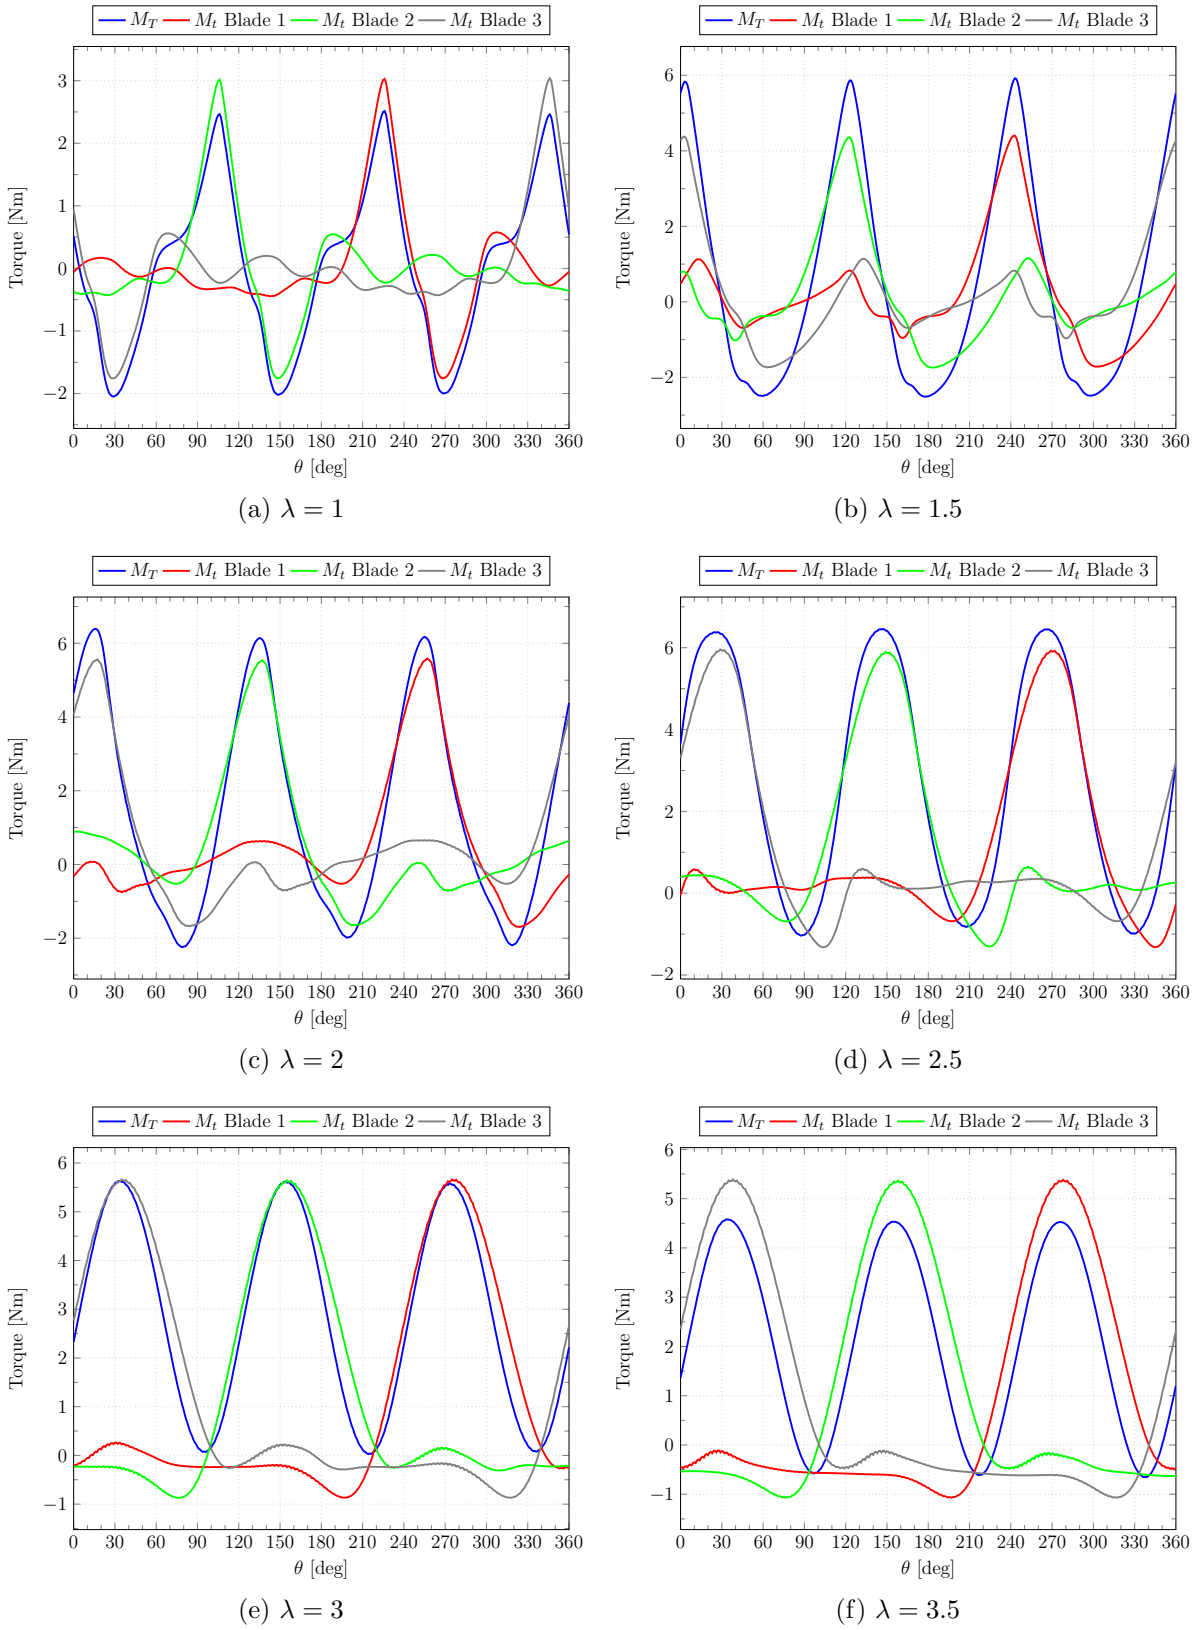 M_T M_t Blade 1 M_t Blade 2 M_t Blade 3
3
2
1
0
−1
−2
Torque [Nm]
0 30 60 90 120 150 180 210 240 270 300 330 360
θ [deg]
(a) λ = 1
M_T M_t Blade 1 M_t Blade 2 M_t Blade 3
6
4
2
0
−2
Torque [Nm]
0 30 60 90 120 150 180 210 240 270 300 330 360
θ [deg]
(b) λ = 1.5
M_T M_t Blade 1 M_t Blade 2 M_t Blade 3
6
4
2
0
−2
Torque [Nm]
0 30 60 90 120 150 180 210 240 270 300 330 360
θ [deg]
(c) λ = 2
M_T M_t Blade 1 M_t Blade 2 M_t Blade 3
6
4
2
0
−2
Torque [Nm]
0 30 60 90 120 150 180 210 240 270 300 330 360
θ [deg]
(d) λ = 2.5
M_T M_t Blade 1 M_t Blade 2 M_t Blade 3
6
5
4
3
2
1
0
−1
Torque [Nm]
0 30 60 90 120 150 180 210 240 270 300 330 360
θ [deg]
(e) λ = 3
M_T M_t Blade 1 M_t Blade 2 M_t Blade 3
6
5
4
3
2
1
0
−1
Torque [Nm]
0 30 60 90 120 150 180 210 240 270 300 330 360
θ [deg]
(f) λ = 3.5